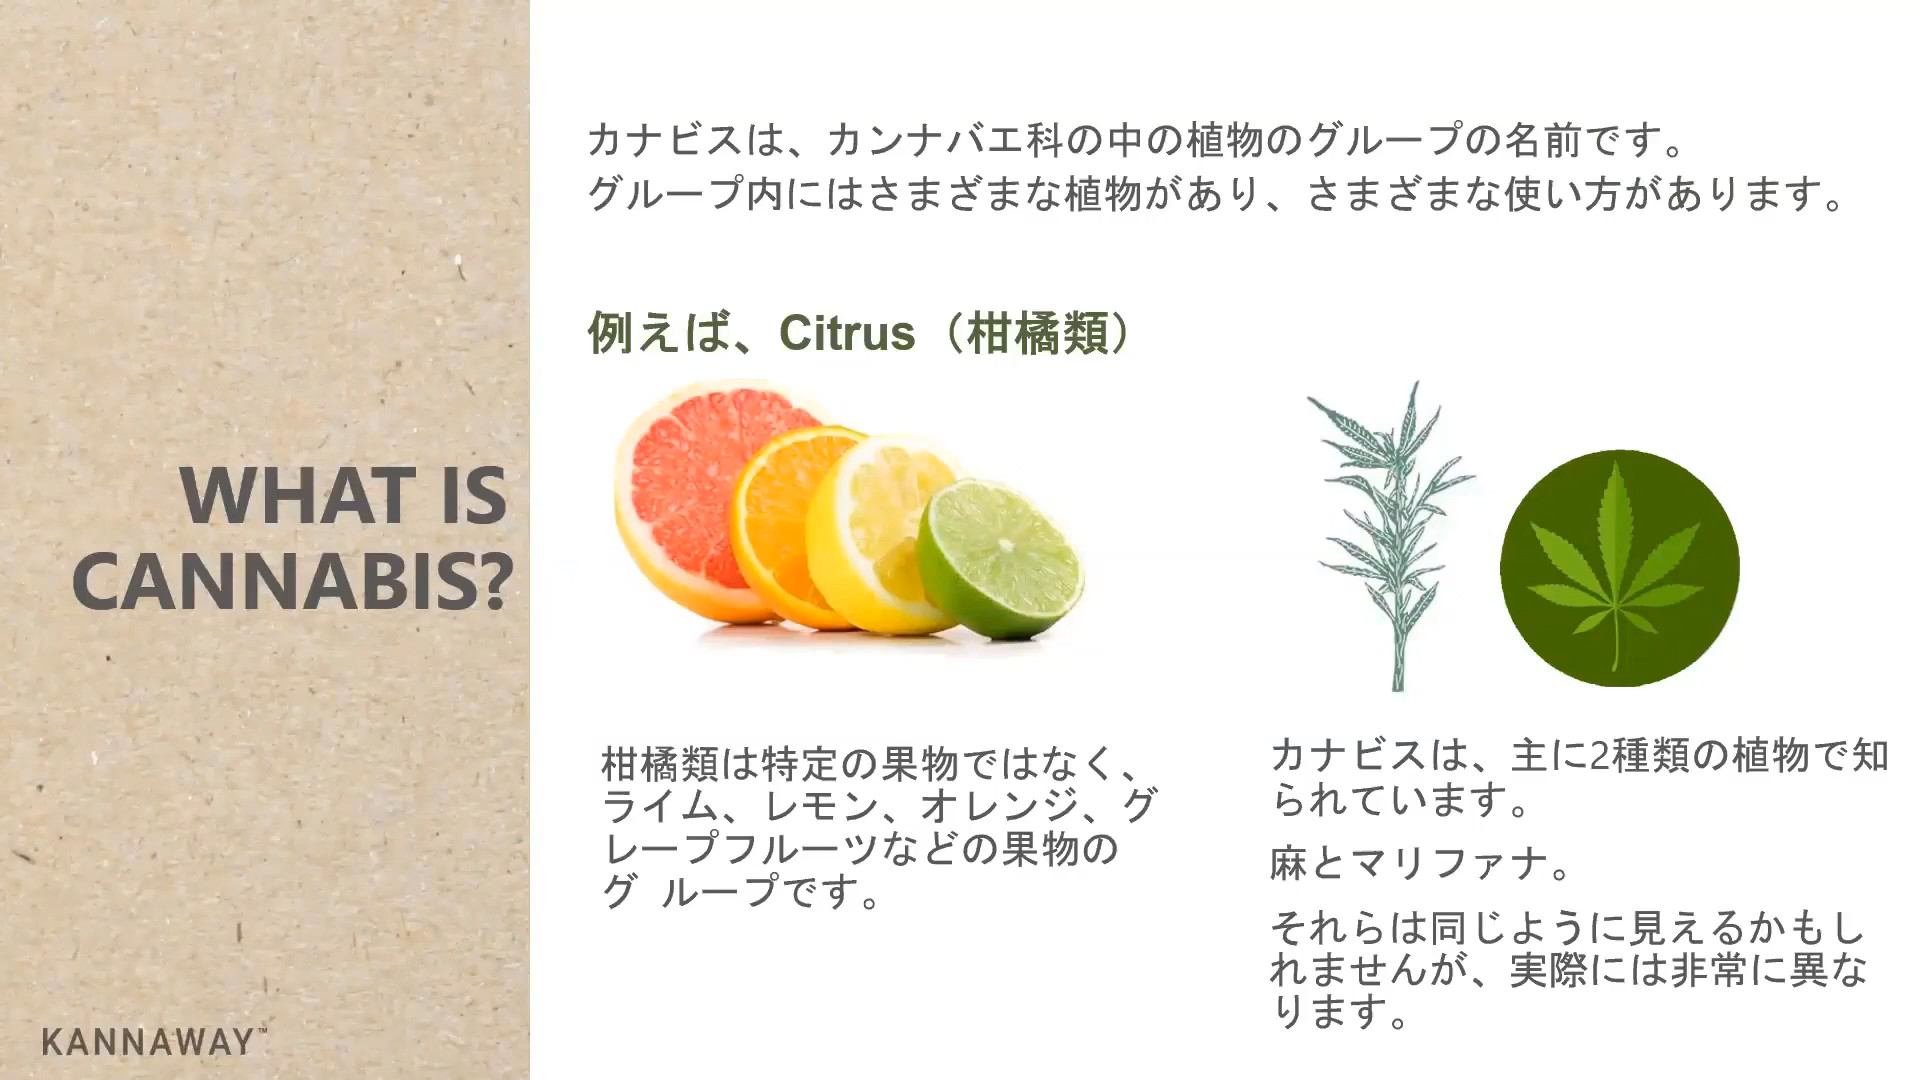 WHAT IS
CANNABIS?
KANNAWAY™
カナビスは、カンナバエ科の中の植物のグループの名前です。
グループ内にはさまざまな植物があり、さまざまな使い方があります。
例えば、Citrus（柑橘類）
柑橘類は特定の果物ではなく、
ライム、レモン、オレンジ、グ
レープフルーツなどの果物の
グ ループです。
カナビスは、主に2種類の植物で知
られています。
麻とマリファナ。
それらは同じように見えるかもし
れませんが、実際には非常に異な
ります。